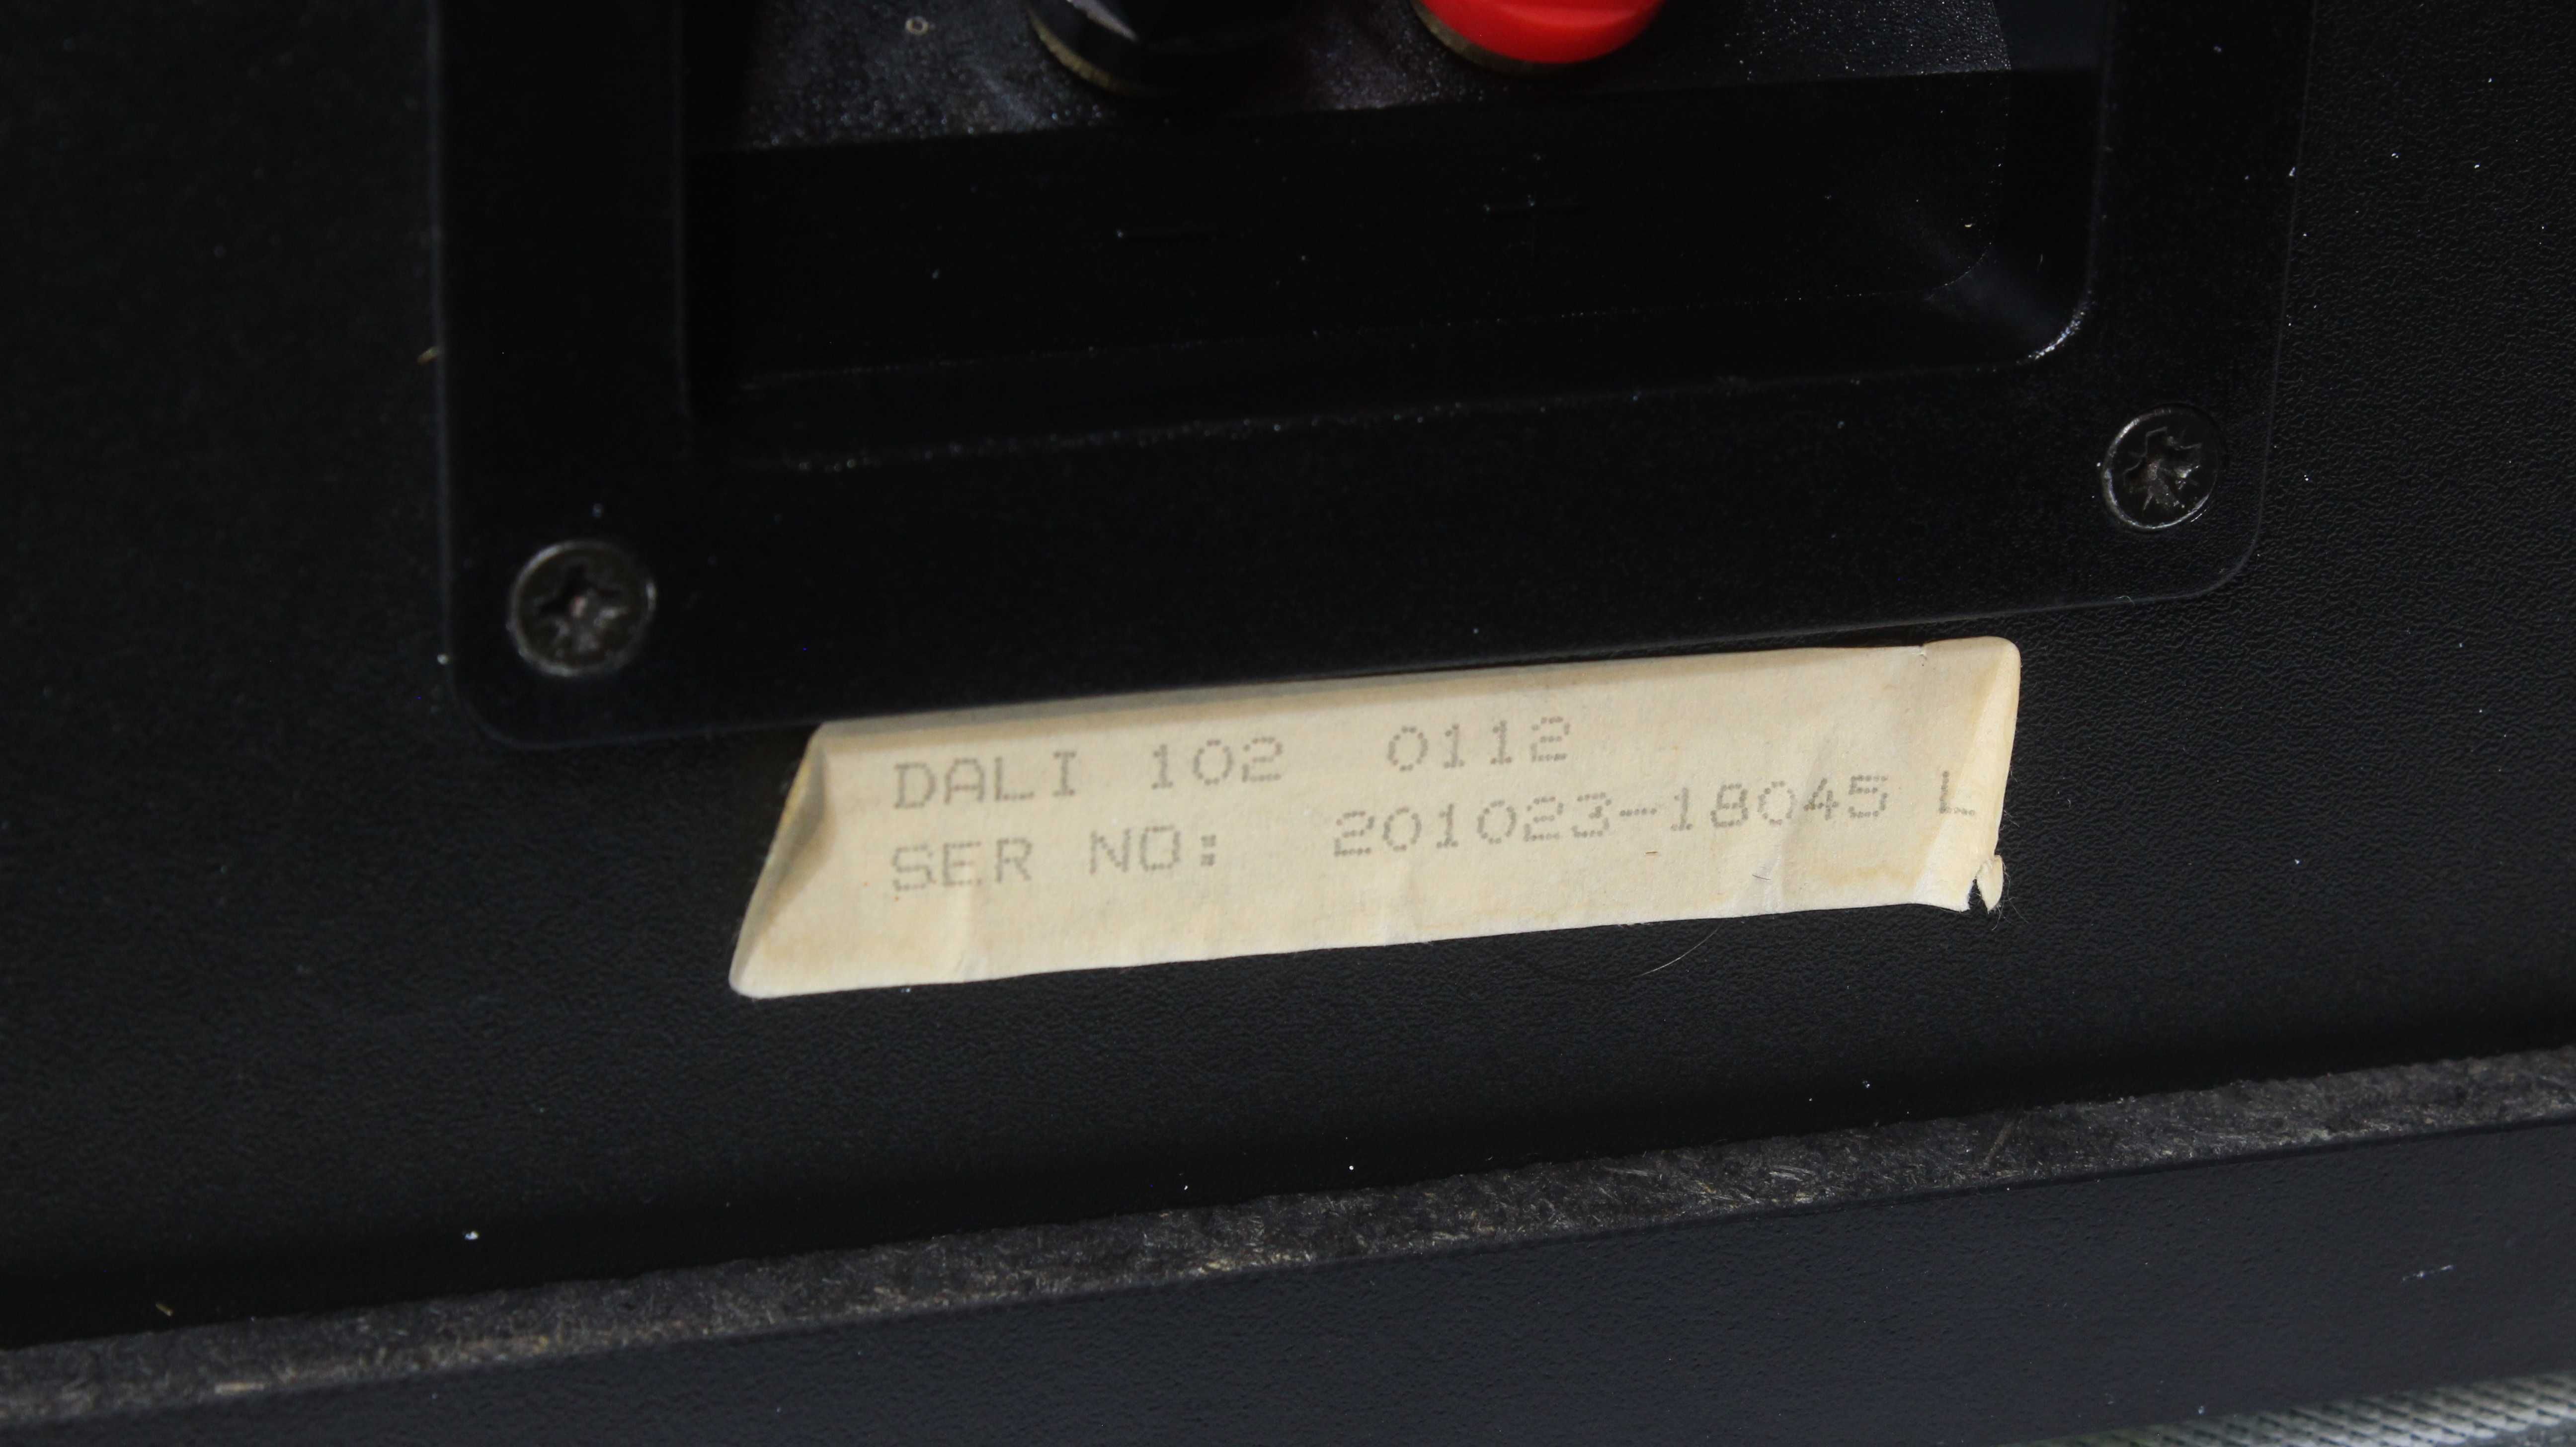 - +
DALI 102 0112
SER NO: 201023-18045 L